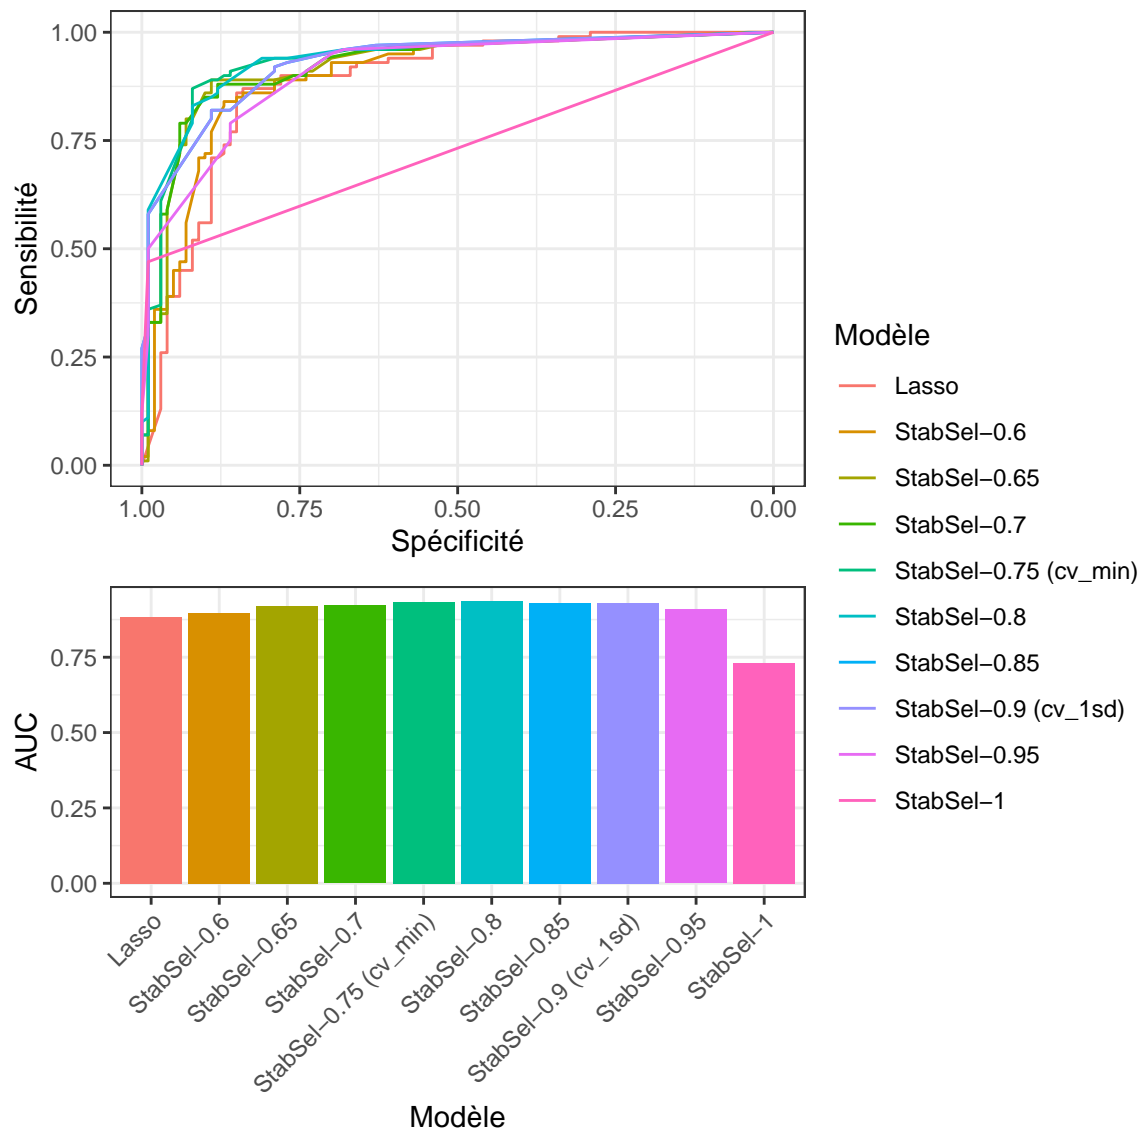 1.00
0.75
0.50
0.25
0.00
Sensibilité
1.00
0.75
0.50
0.25
0.00
Spécificité
0.75
0.50
0.25
0.00
AUC
Lasso
StabSel−0.6
StabSel−0.65
StabSel−0.7
StabSel−0.75 (cv_min)
StabSel−0.8
StabSel−0.85
StabSel−0.9 (cv_1sd)
StabSel−0.95
StabSel−1
Modèle
Modèle
Lasso
StabSel−0.6
StabSel−0.65
StabSel−0.7
StabSel−0.75 (cv_min)
StabSel−0.8
StabSel−0.85
StabSel−0.9 (cv_1sd)
StabSel−0.95
StabSel−1